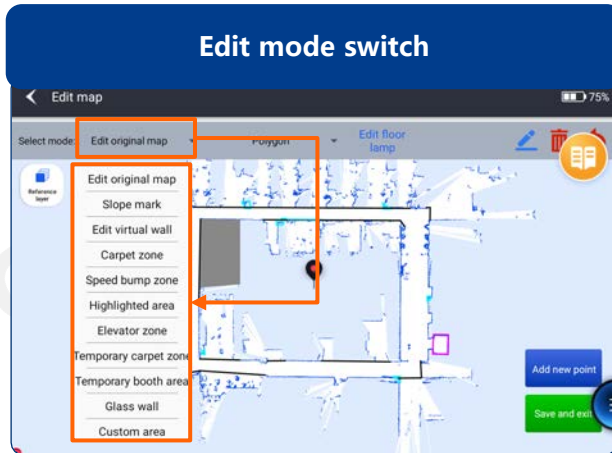 Edit mode switch
Edit map
75%
Select mode:
Edit original map
Polygon
Edit floor
lamp
Reference
layer
Edit original map
Slope mark
Edit virtual wall
Carpet zone
Speed bump zone
Highlighted area
Elevator zone
Temporary carpet zone
Temporary booth area
Glass wall
Custom area
Add new point
Save and exit